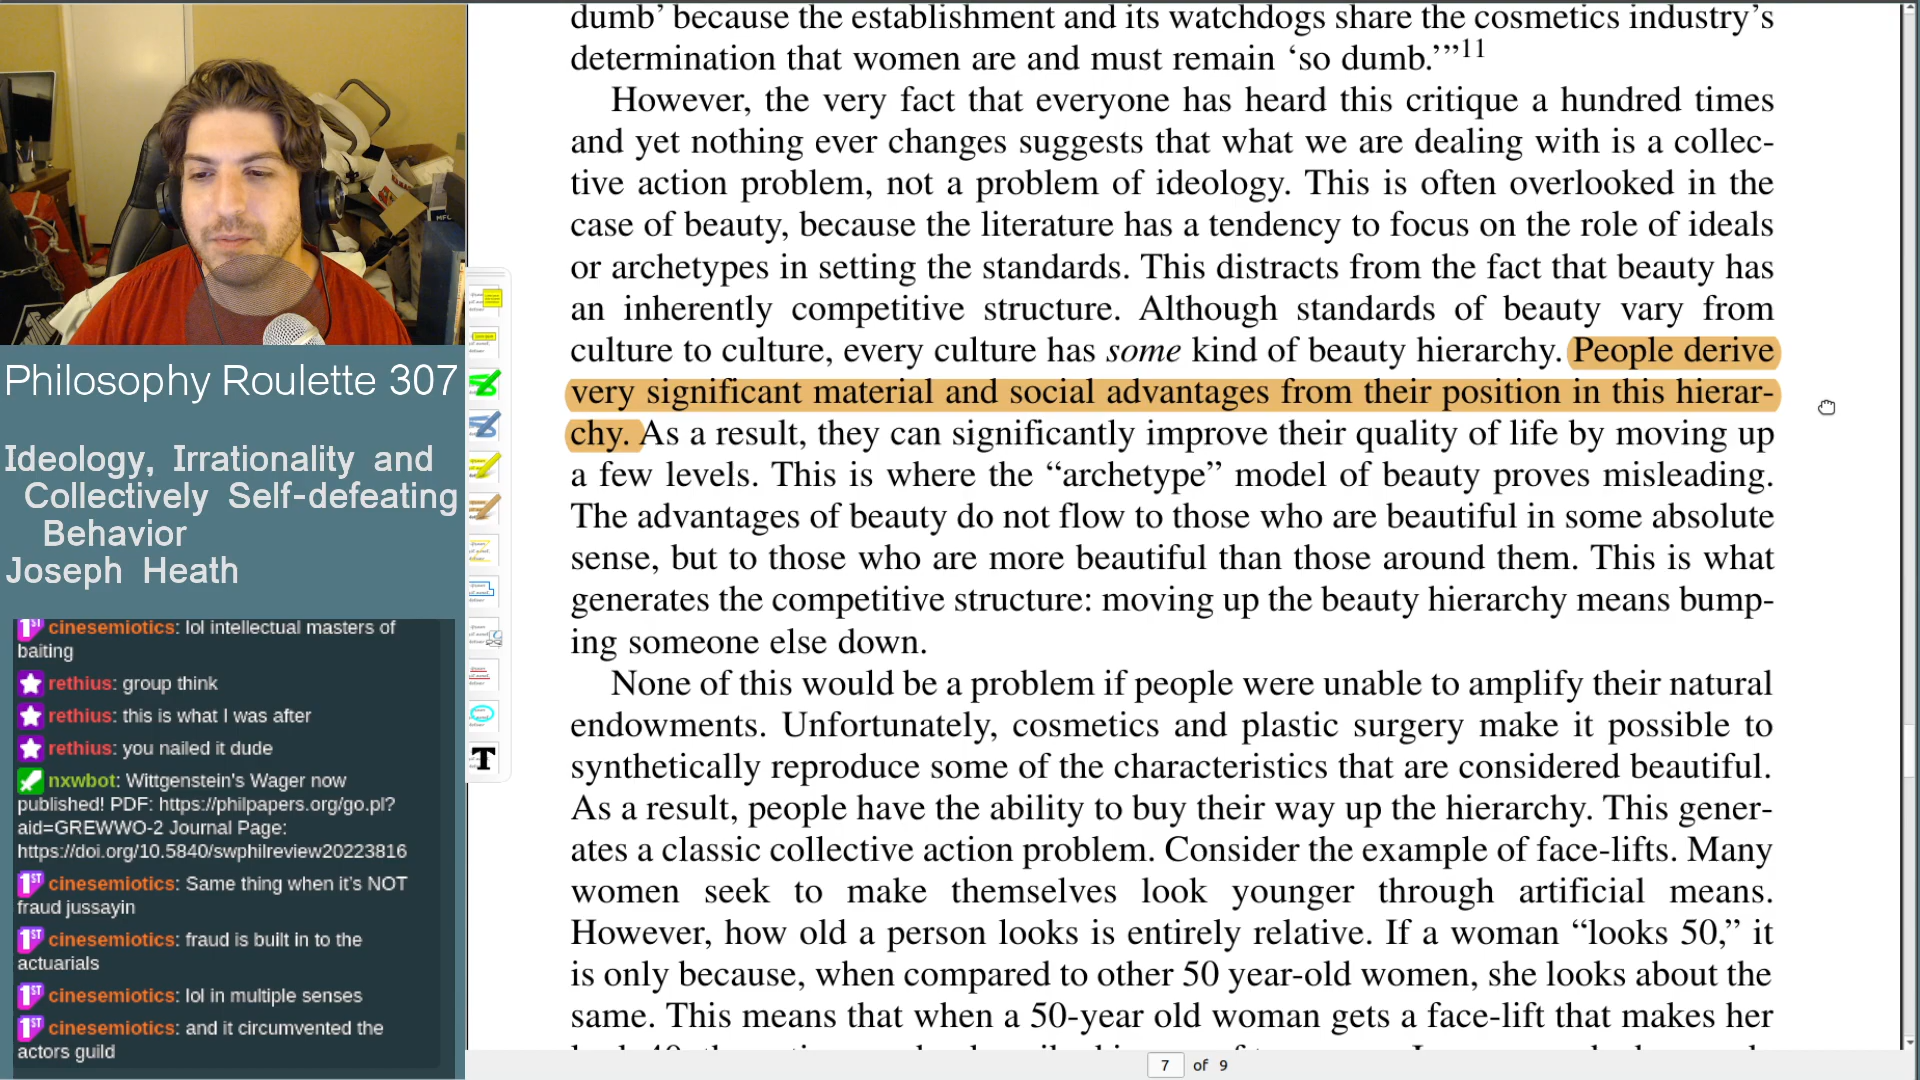 dumb’ because the establishment and its watchdogs share the cosmetics industry’s
determination that women are and must remain ‘so dumb.’”11
However, the very fact that everyone has heard this critique a hundred times
and yet nothing ever changes suggests that what we are dealing with is a collec-
tive action problem, not a problem of ideology. This is often overlooked in the
case of beauty, because the literature has a tendency to focus on the role of ideals
or archetypes in setting the standards. This distracts from the fact that beauty has
an inherently competitive structure. Although standards of beauty vary from
culture to culture, every culture has some kind of beauty hierarchy. People derive
very significant material and social advantages from their position in this hierar-
chy. As a result, they can significantly improve their quality of life by moving up
a few levels. This is where the “archetype” model of beauty proves misleading.
The advantages of beauty do not flow to those who are beautiful in some absolute
sense, but to those who are more beautiful than those around them. This is what
generates the competitive structure: moving up the beauty hierarchy means bump-
ing someone else down.
None of this would be a problem if people were unable to amplify their natural
endowments. Unfortunately, cosmetics and plastic surgery make it possible to
synthetically reproduce some of the characteristics that are considered beautiful.
As a result, people have the ability to buy their way up the hierarchy. This gener-
ates a classic collective action problem. Consider the example of face-lifts. Many
women seek to make themselves look younger through artificial means.
However, how old a person looks is entirely relative. If a woman “looks 50,” it
is only because, when compared to other 50 year-old women, she looks about the
same. This means that when a 50-year old woman gets a face-lift that makes her
7 of 9
Philosophy Roulette 307
Ideology, Irrationality and
Collectively Self-defeating
Behavior
Joseph Heath
1ST cinesemiotics: lol intellectual masters of
baiting
rethius: group think
rethius: this is what I was after
rethius: you nailed it dude
nxwbot: Wittgenstein's Wager now
published! PDF: https://philpapers.org/go.pl?
aid=GREWWO-2 Journal Page:
https://doi.org/10.5840/swphilreview20223816
1ST cinesemiotics: Same thing when it’s NOT
fraud jussayin
1ST cinesemiotics: fraud is built in to the
actuarials
1ST cinesemiotics: lol in multiple senses
1ST cinesemiotics: and it circumvented the
actors guild
T